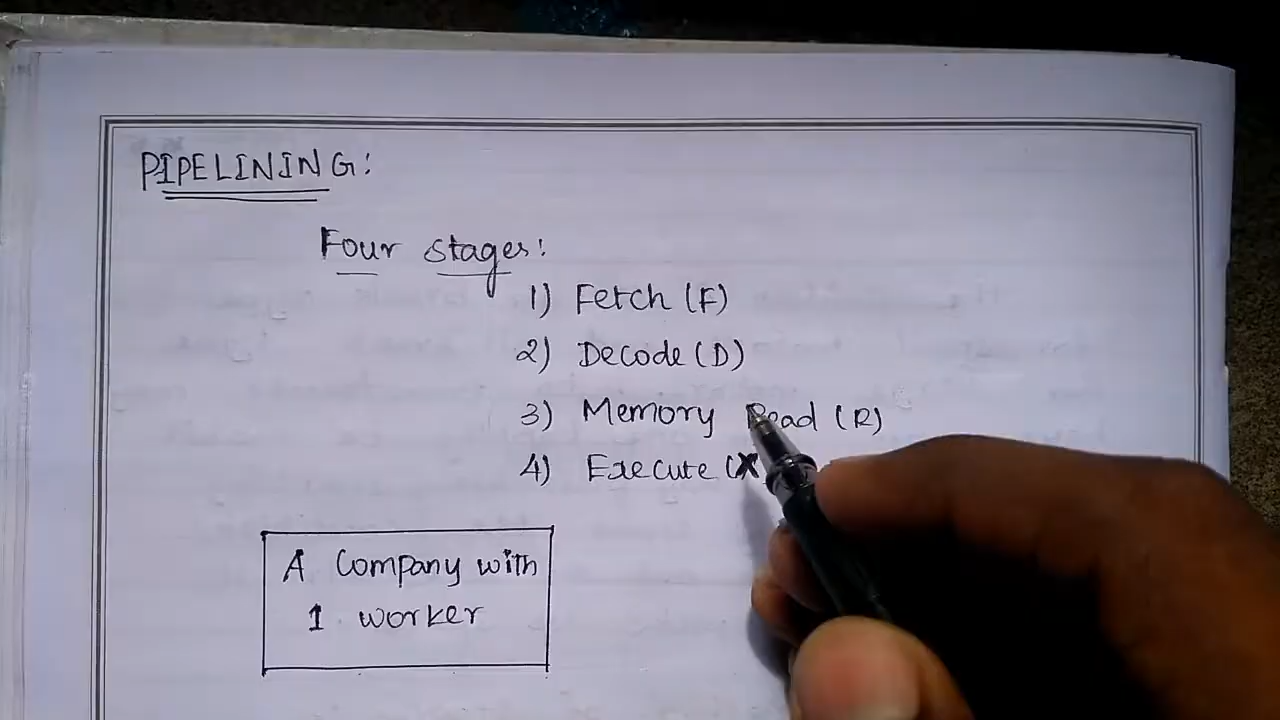 PIPELINING:
Four stages:
1) Fetch (F)
2) Decode (D)
3) Memory Read (R)
4) Execute (X
A Company with
1 worker